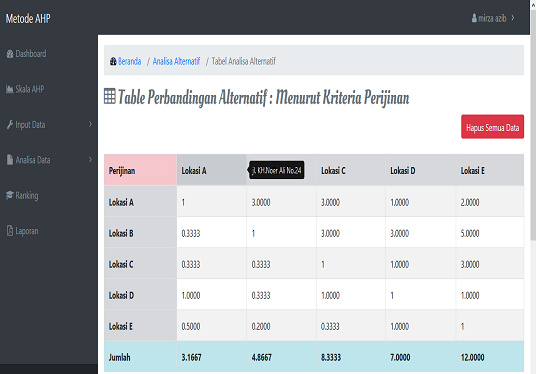 Metode AHP
mirza azib
Dashboard
Skala AHP
Input Data
Analisa Data
Ranking
Laporan
Beranda / Analisa Alternatif / Tabel Analisa Alternatif
Table Perbandingan Alternatif : Menurut Kriteria Perijinan
Hapus Semua Data
Perijinan Lokasi A jl. KH.Noer Ali No.24 Lokasi C Lokasi D Lokasi E
Lokasi A 1 3.0000 3.0000 1.0000 2.0000
Lokasi B 0.3333 1 3.0000 3.0000 5.0000
Lokasi C 0.3333 0.3333 1 1.0000 3.0000
Lokasi D 1.0000 0.3333 1.0000 1 1.0000
Lokasi E 0.5000 0.2000 0.3333 1.0000 1
Jumlah 3.1667 4.8667 8.3333 7.0000 12.0000